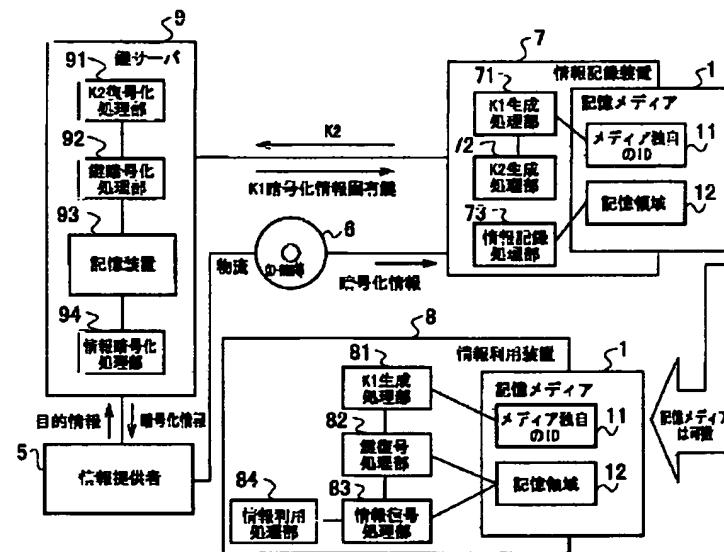 9
鍵サーバ
91
K2復号化
処理部
92
鍵暗号化
処理部
93
記憶装置
94
情報暗号化
処理部
目的情報
暗号化情報
5
情報提供者
K2
K1暗号化情報固有鍵
物流
6
暗号化情報
7
情報記録装置
71
K1生成
処理部
72
K2生成
処理部
73
情報記録
処理部
1
記憶メディア
メディア独自
のID
11
記憶領域
12
8
情報利用装置
81
K1生成
処理部
82
鍵復号
処理部
84
情報利用
処理部
83
情報復号
処理部
1
記憶メディア
メディア独自
のID
11
記憶領域
12
記憶メディア
は可搬